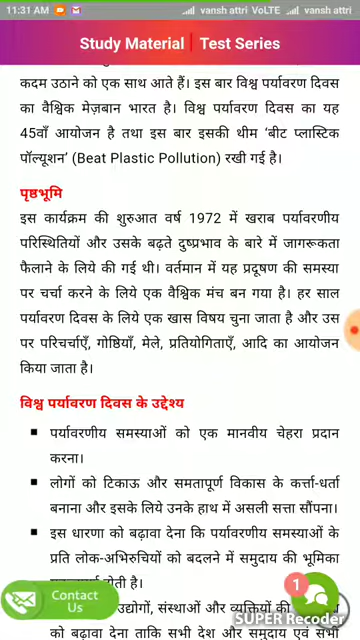 11:31 AM vansh attri VoLTE vansh attri
Study Material Test Series
कदम उठाने को एक साथ आते हैं। इस बार विश्व पर्यावरण दिवस
का वैश्विक मेज़बान भारत है। विश्व पर्यावरण दिवस का यह
45वाँ आयोजन है तथा इस बार इसकी थीम ‘बीट प्लास्टिक
पॉल्यूशन’ (Beat Plastic Pollution) रखी गई है।
पृष्ठभूमि
इस कार्यक्रम की शुरुआत वर्ष 1972 में खराब पर्यावरणीय
परिस्थितियों और उसके बढ़ते दुष्प्रभाव के बारे में जागरूकता
फैलाने के लिये की गई थी। वर्तमान में यह प्रदूषण की समस्या
पर चर्चा करने के लिये एक वैश्विक मंच बन गया है। हर साल
पर्यावरण दिवस के लिये एक खास विषय चुना जाता है और उस
पर परिचर्चाएँ, गोष्ठियाँ, मेले, प्रतियोगिताएँ, आदि का आयोजन
किया जाता है।
विश्व पर्यावरण दिवस के उद्देश्य
पर्यावरणीय समस्याओं को एक मानवीय चेहरा प्रदान
करना।
लोगों को टिकाऊ और समतापूर्ण विकास के कर्त्ता-धर्ता
बनाना और इसके लिये उनके हाथ में असली सत्ता सौंपना।
इस धारणा को बढ़ावा देना कि पर्यावरणीय समस्याओं के
प्रति लोक-अभिरुचियों को बदलने में समुदाय की भूमिका
होती है।
Contact Us
1
उद्योगों, संस्थाओं और व्यक्तियों की
SUPER Recorder
को बढ़ावा देना ताकि सभी देश और समुदाय एवं सभी